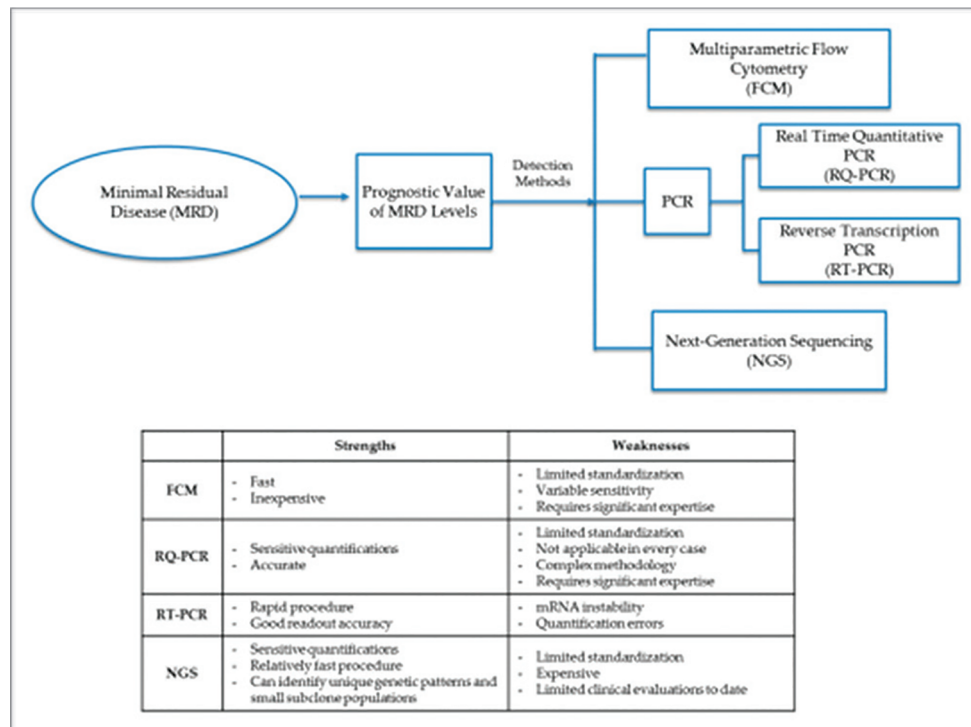 Multiparametric Flow
Cytometry
(FCM)
Real Time Quantitative
PCR
(RQ-PCR)
Detection
Methods
Minimal Residual
Disease (MRD)
Prognostic Value
of MRD Levels
PCR
Reverse Transcription
PCR
(RT-PCR)
Next-Generation Sequencing
(NGS)
Strengths
Weaknesses
FCM
- Fast
- Inexpensive
- Limited standardization
- Variable sensitivity
- Requires significant expertise
RQ-PCR
- Sensitive quantifications
- Accurate
- Limited standardization
- Not applicable in every case
- Complex methodology
- Requires significant expertise
RT-PCR
- Rapid procedure
- Good readout accuracy
- mRNA instability
- Quantification errors
NGS
- Sensitive quantifications
- Relatively fast procedure
- Can identify unique genetic patterns and
small subclone populations
- Limited standardization
- Expensive
- Limited clinical evaluations to date